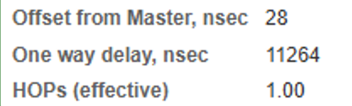 Offset from Master, nsec 28
One way delay, nsec 11264
HOPs (effective) 1.00